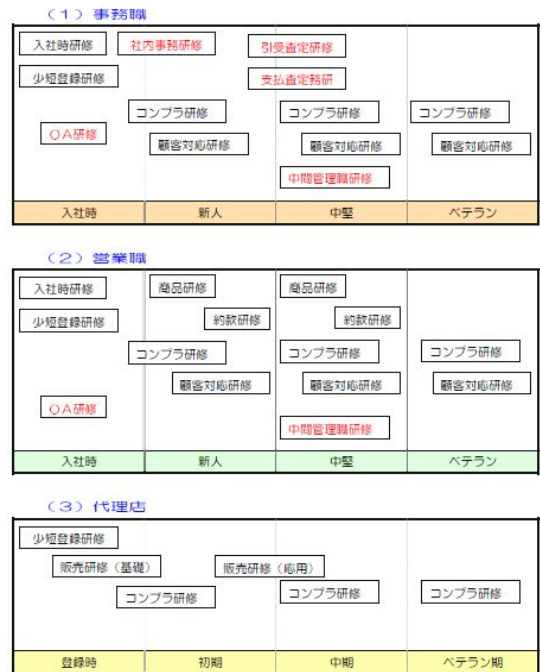 （１）事務職
入社時研修 社内事務研修 引受査定研修
少短登録研修 支払査定務研
コンプラ研修 コンプラ研修 コンプラ研修
ＯＡ研修 顧客対応研修 顧客対応研修 顧客対応研修
中間管理職研修
入社時 新人 中堅 ベテラン
（２）営業職
入社時研修 商品研修 商品研修
少短登録研修 約款研修 約款研修
コンプラ研修 コンプラ研修 コンプラ研修
顧客対応研修 顧客対応研修 顧客対応研修
ＯＡ研修
中間管理職研修
入社時 新人 中堅 ベテラン
（３）代理店
少短登録研修
販売研修（基礎） 販売研修（応用）
コンプラ研修 コンプラ研修 コンプラ研修
登録時 初期 中期 ベテラン期